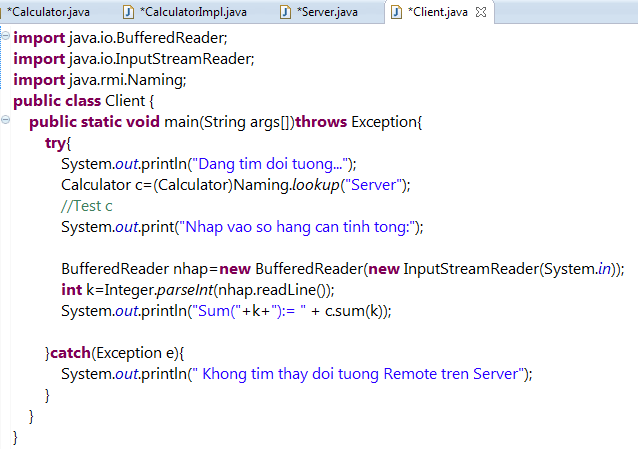 *Calculator.java *CalculatorImpl.java *Server.java *Client.java
import java.io.BufferedReader;
import java.io.InputStreamReader;
import java.rmi.Naming;
public class Client {
public static void main(String args[])throws Exception{
try{
System.out.println("Dang tim doi tuong...");
Calculator c=(Calculator)Naming.lookup("Server");
//Test c
System.out.print("Nhap vao so hang can tinh tong:");
BufferedReader nhap=new BufferedReader(new InputStreamReader(System.in));
int k=Integer.parseInt(nhap.readLine());
System.out.println("Sum("+k+"):= " + c.sum(k));
}catch(Exception e){
System.out.println(" Khong tim thay doi tuong Remote tren Server");
}
}
}